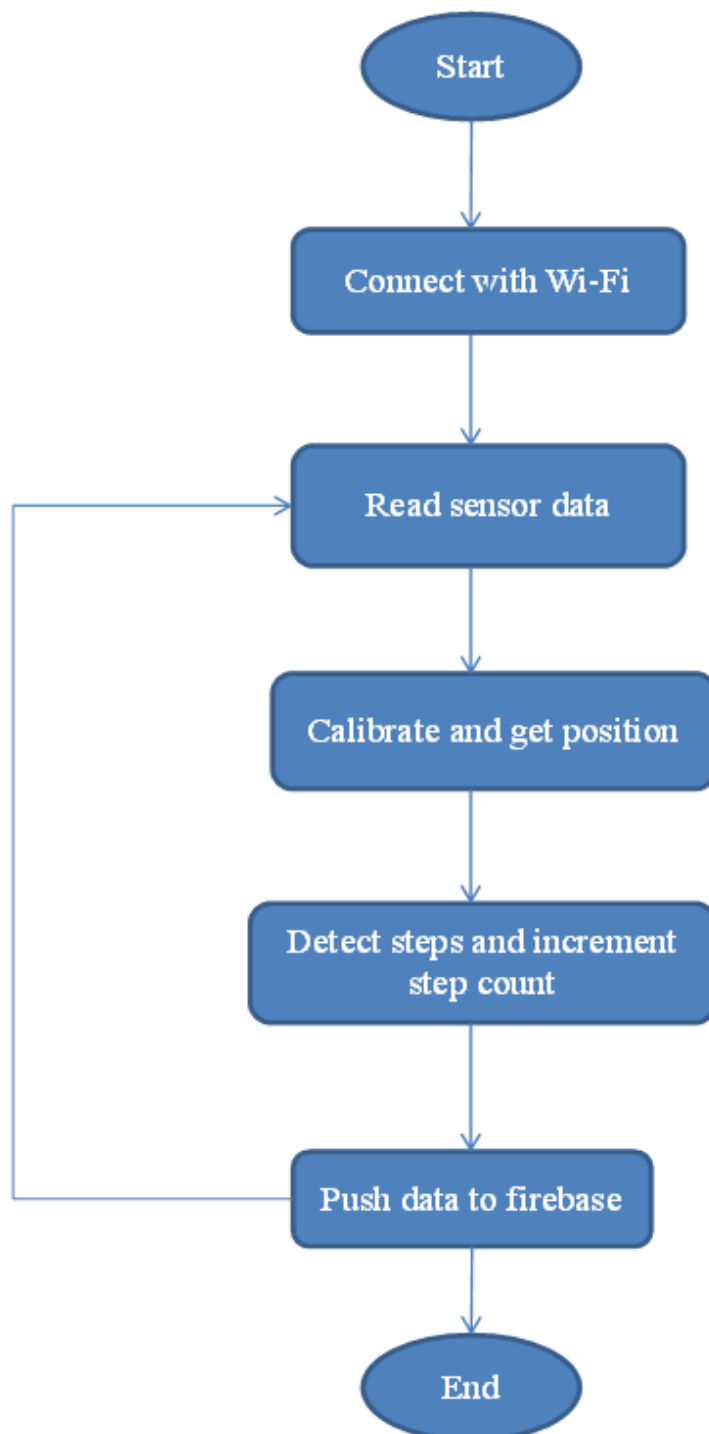 Start
Connect with Wi-Fi
Read sensor data
Calibrate and get position
Detect steps and increment
step count
Push data to firebase
End